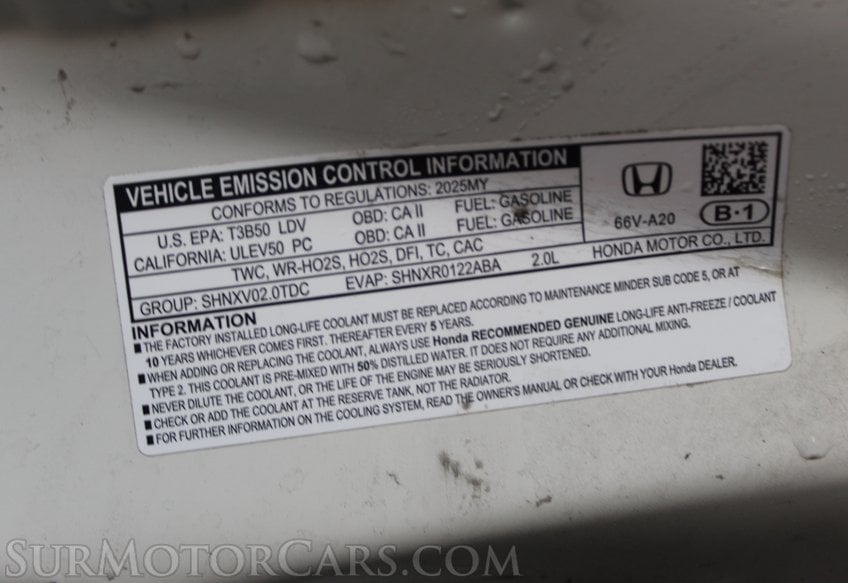 VEHICLE EMISSION CONTROL INFORMATION
CONFORMS TO REGULATIONS: 2025MY
U.S. EPA: T3B50 LDV OBD: CA II FUEL: GASOLINE
CALIFORNIA: ULEV50 PC OBD: CA II FUEL: GASOLINE
TWC, WR-HO2S, HO2S, DFI, TC, CAC
GROUP: SHNXV02.0TDC EVAP: SHNXR0122ABA 2.0L
66V-A20
B·1
HONDA MOTOR CO., LTD.
INFORMATION
■ THE FACTORY INSTALLED LONG-LIFE COOLANT MUST BE REPLACED ACCORDING TO MAINTENANCE MINDER SUB CODE 5, OR AT
10 YEARS WHICHEVER COMES FIRST. THEREAFTER EVERY 5 YEARS.
■ WHEN ADDING OR REPLACING THE COOLANT, ALWAYS USE Honda RECOMMENDED GENUINE LONG-LIFE ANTI-FREEZE / COOLANT
TYPE 2. THIS COOLANT IS PRE-MIXED WITH 50% DISTILLED WATER. IT DOES NOT REQUIRE ANY ADDITIONAL MIXING.
■ NEVER DILUTE THE COOLANT, OR THE LIFE OF THE ENGINE MAY BE SERIOUSLY SHORTENED.
■ CHECK OR ADD THE COOLANT AT THE RESERVE TANK, NOT THE RADIATOR.
■ FOR FURTHER INFORMATION ON THE COOLING SYSTEM, READ THE OWNER'S MANUAL OR CHECK WITH YOUR Honda DEALER.
SurMotorCars.com